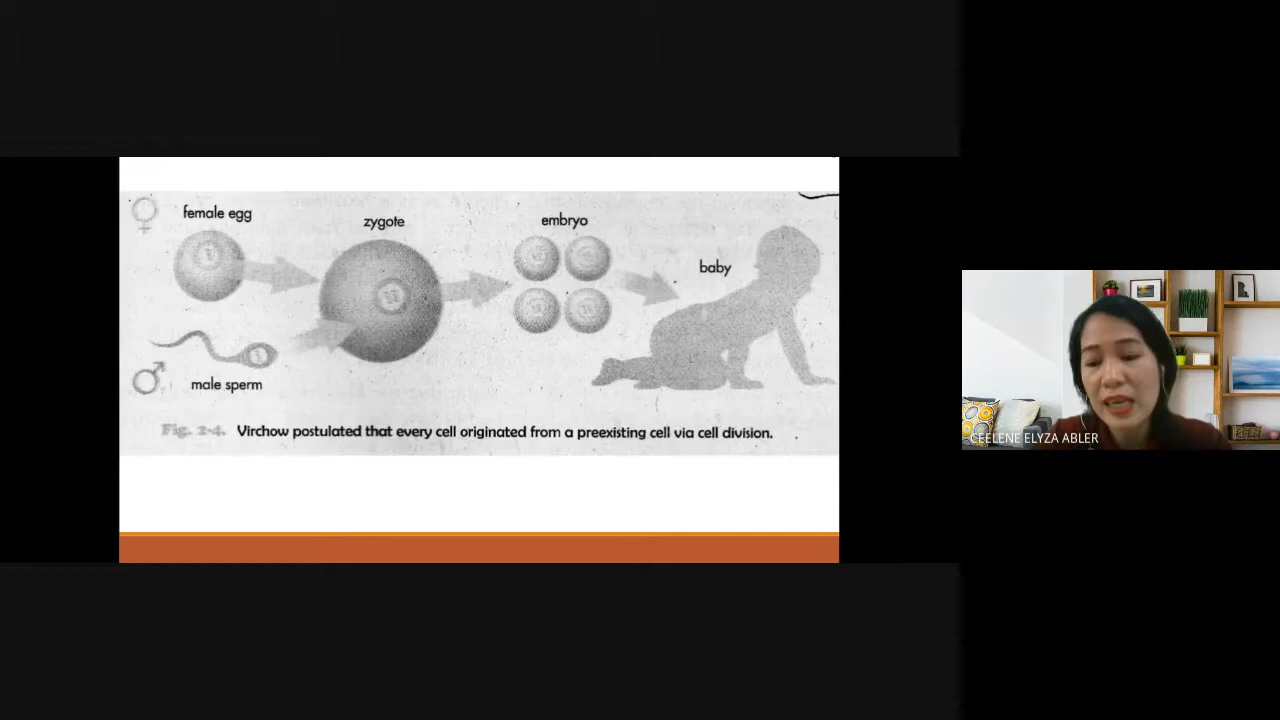 female egg
zygote
embryo
baby
male sperm
Fig. 2-4. Virchow postulated that every cell originated from a preexisting cell via cell division.
CEELENE ELYZA ABLER